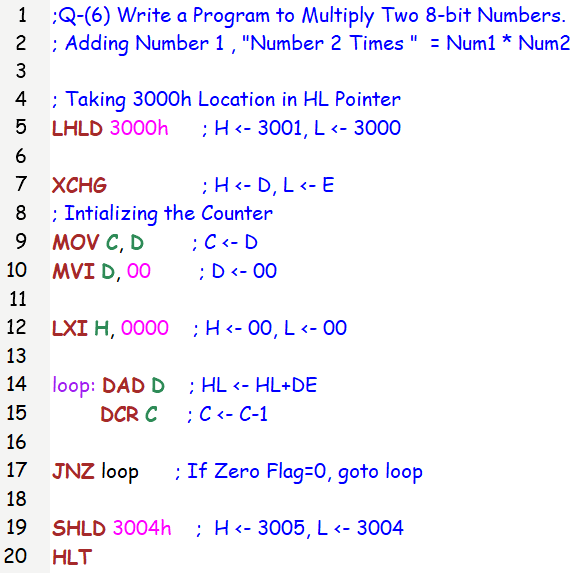 1 ;Q-(6) Write a Program to Multiply Two 8-bit Numbers.
2 ; Adding Number 1 , "Number 2 Times "  = Num1 * Num2
3
4 ; Taking 3000h Location in HL Pointer
5 LHLD 3000h ; H <- 3001, L <- 3000
6
7 XCHG ; H <- D, L <- E
8 ; Intializing the Counter
9 MOV C, D ; C <- D
10 MVI D, 00 ; D <- 00
11
12 LXI H, 0000 ; H <- 00, L <- 00
13
14 loop: DAD D ; HL <- HL+DE
15 DCR C ; C <- C-1
16
17 JNZ loop ; If Zero Flag=0, goto loop
18
19 SHLD 3004h ; H <- 3005, L <- 3004
20 HLT